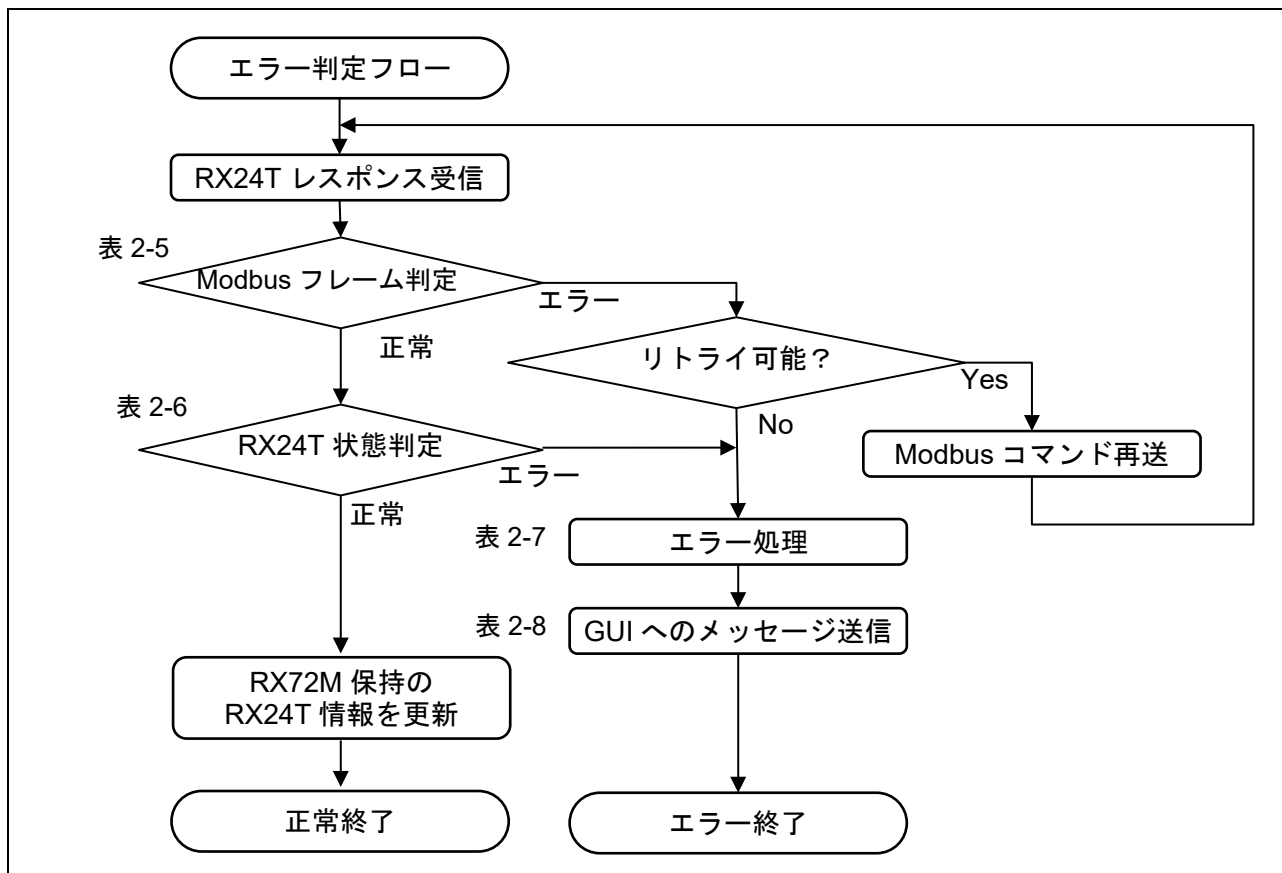 エラー判定フロー
RX24T レスポンス受信
表 2-5
Modbus フレーム判定
エラー
正常
リトライ可能?
Yes
No
表 2-6
RX24T 状態判定
エラー
正常
Modbus コマンド再送
表 2-7
エラー処理
表 2-8
GUI へのメッセージ送信
RX72M 保持の
RX24T 情報を更新
正常終了
エラー終了